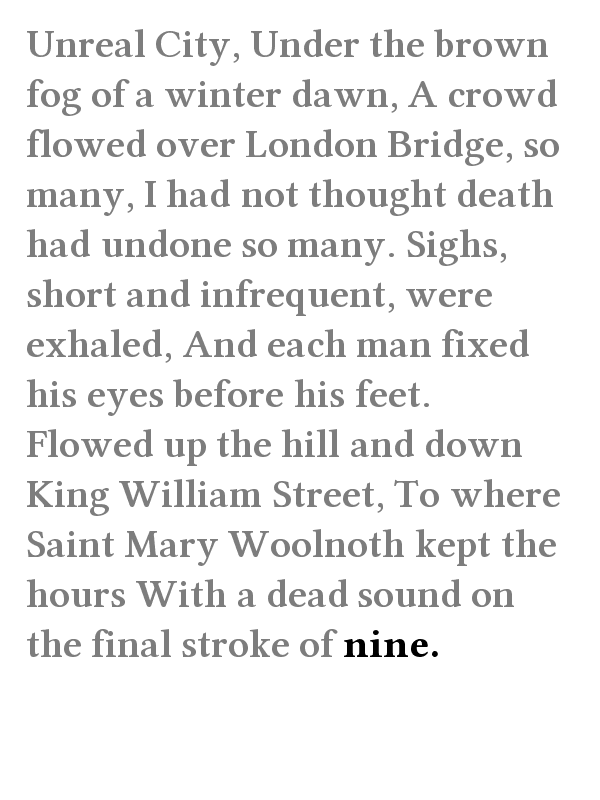 Unreal City, Under the brown
fog of a winter dawn, A crowd
flowed over London Bridge, so
many, I had not thought death
had undone so many. Sighs,
short and infrequent, were
exhaled, And each man fixed
his eyes before his feet.
Flowed up the hill and down
King William Street, To where
Saint Mary Woolnoth kept the
hours With a dead sound on
the final stroke of nine.